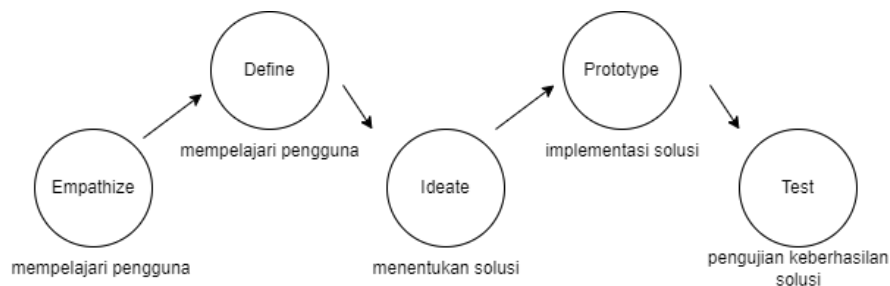 Define
mempelajari pengguna
Prototype
implementasi solusi
Empathize
mempelajari pengguna
Ideate
menentukan solusi
Test
pengujian keberhasilan
solusi